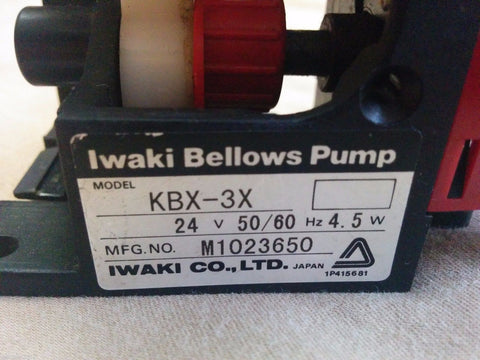 Iwaki Bellows Pump
MODEL KBX-3X
24 V 50/60 Hz 4.5 W
MFG.NO. M1023650
IWAKI CO.,LTD. JAPAN
1P415681